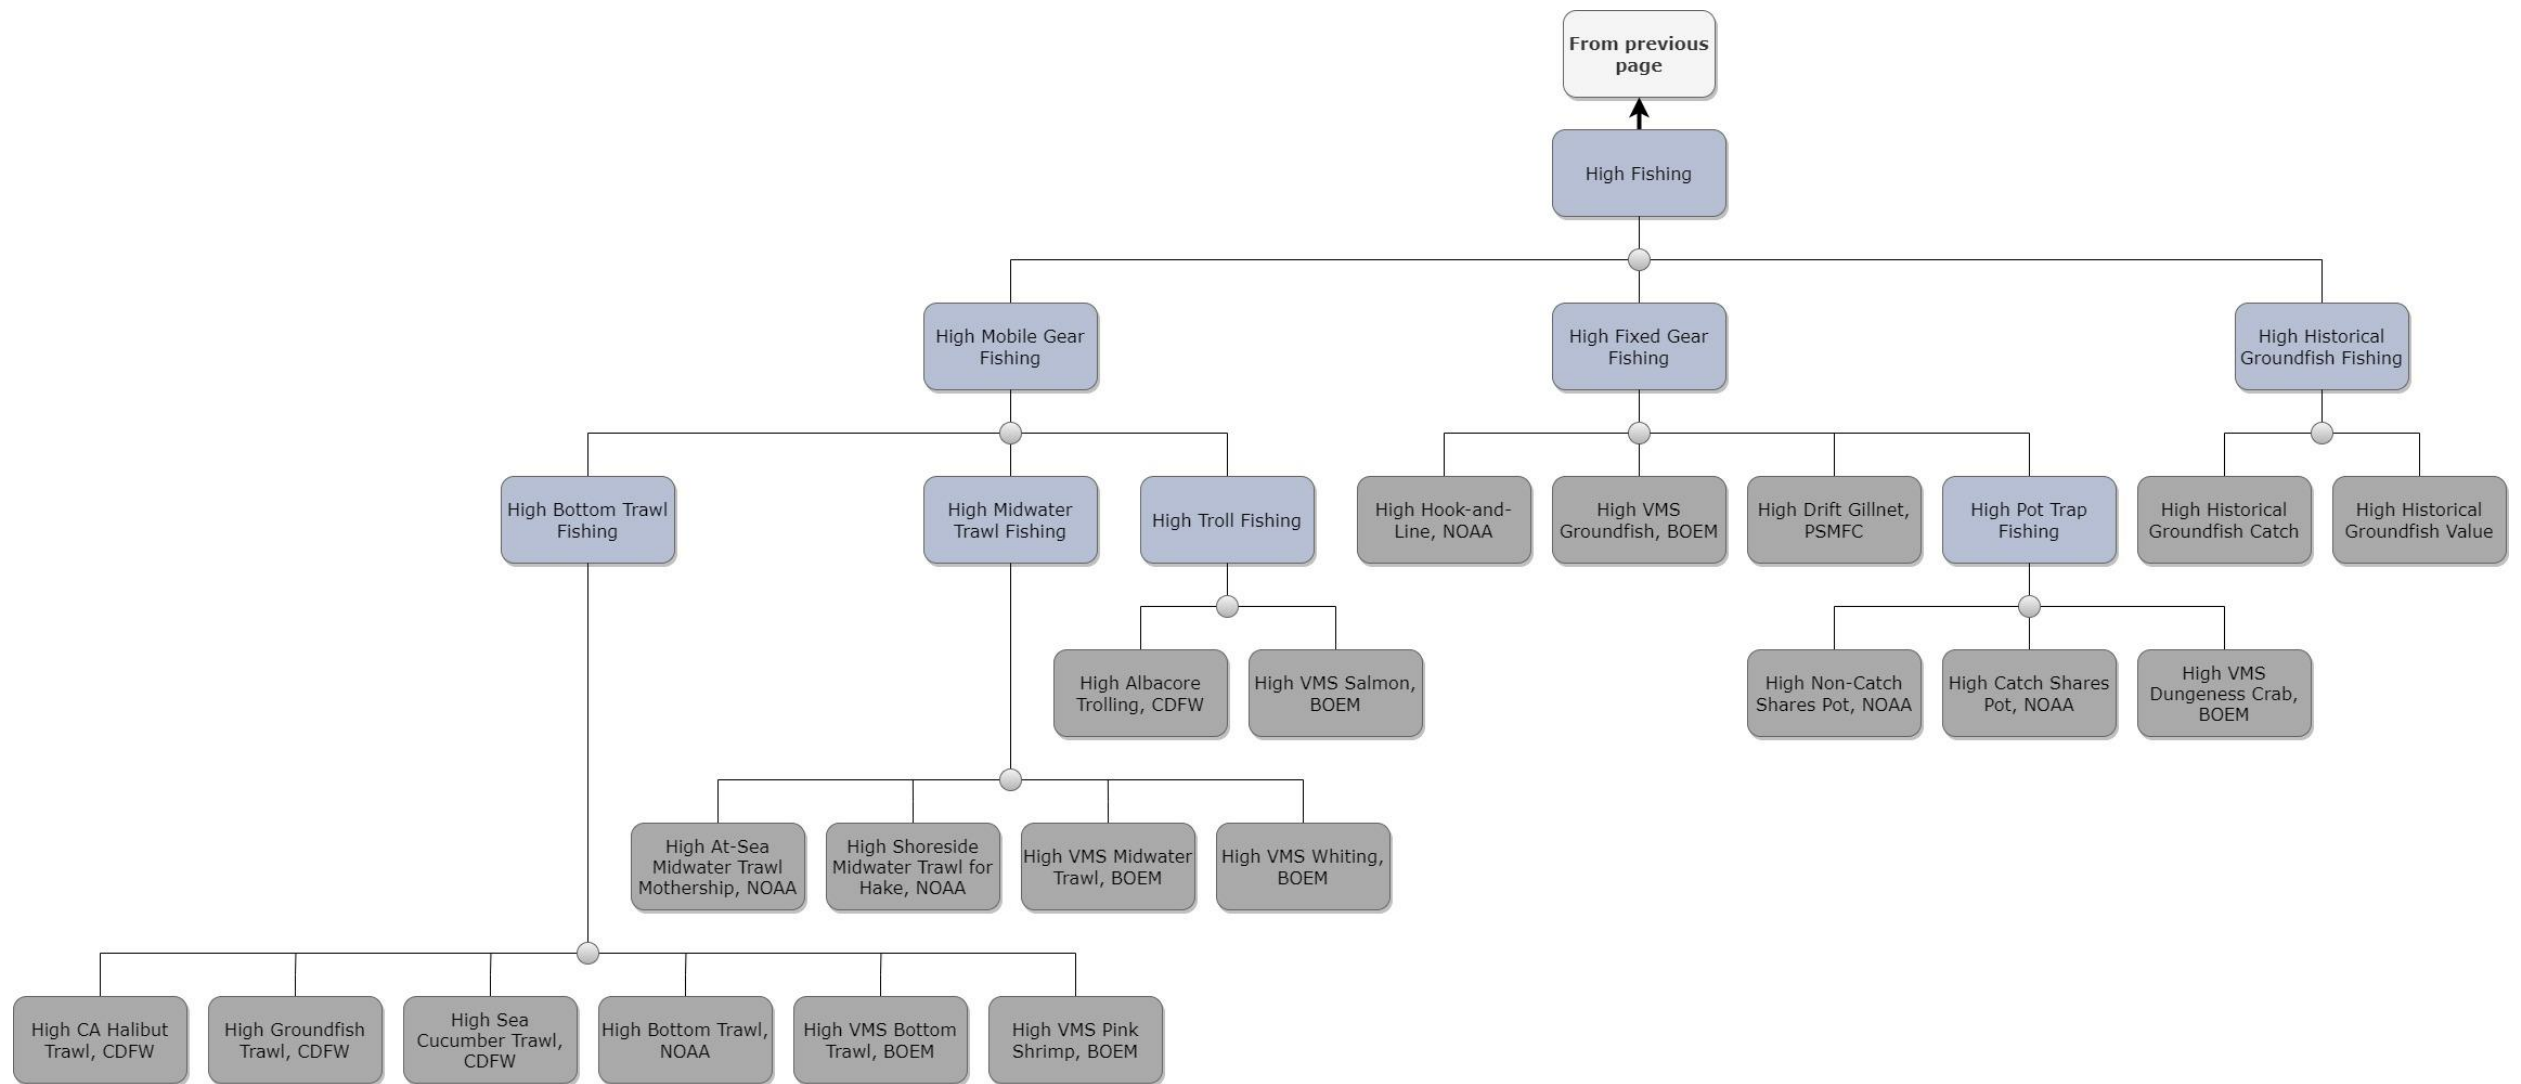 From previous
page
High Fishing
High Mobile Gear
Fishing
High Fixed Gear
Fishing
High Historical
Groundfish Fishing
High Bottom Trawl
Fishing
High Midwater
Trawl Fishing
High Troll Fishing
High Hook-and-
Line, NOAA
High VMS
Groundfish, BOEM
High Drift Gillnet,
PSMFC
High Pot Trap
Fishing
High Historical
Groundfish Catch
High Historical
Groundfish Value
High Albacore
Trolling, CDFW
High VMS Salmon,
BOEM
High Non-Catch
Shares Pot, NOAA
High Catch Shares
Pot, NOAA
High VMS
Dungeness Crab,
BOEM
High At-Sea
Midwater Trawl
Mothership, NOAA
High Shoreside
Midwater Trawl for
Hake, NOAA
High VMS Midwater
Trawl, BOEM
High VMS Whiting,
BOEM
High CA Halibut
Trawl, CDFW
High Groundfish
Trawl, CDFW
High Sea
Cucumber Trawl,
CDFW
High Bottom Trawl,
NOAA
High VMS Bottom
Trawl, BOEM
High VMS Pink
Shrimp, BOEM